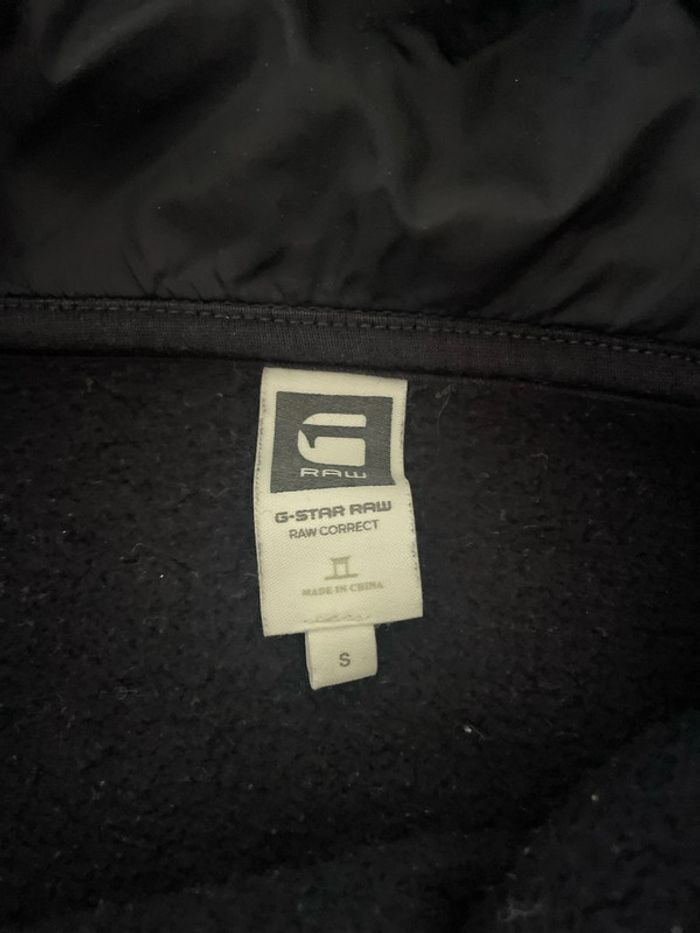 G
RAW
G-STAR RAW
RAW CORRECT
MADE IN CHINA
S